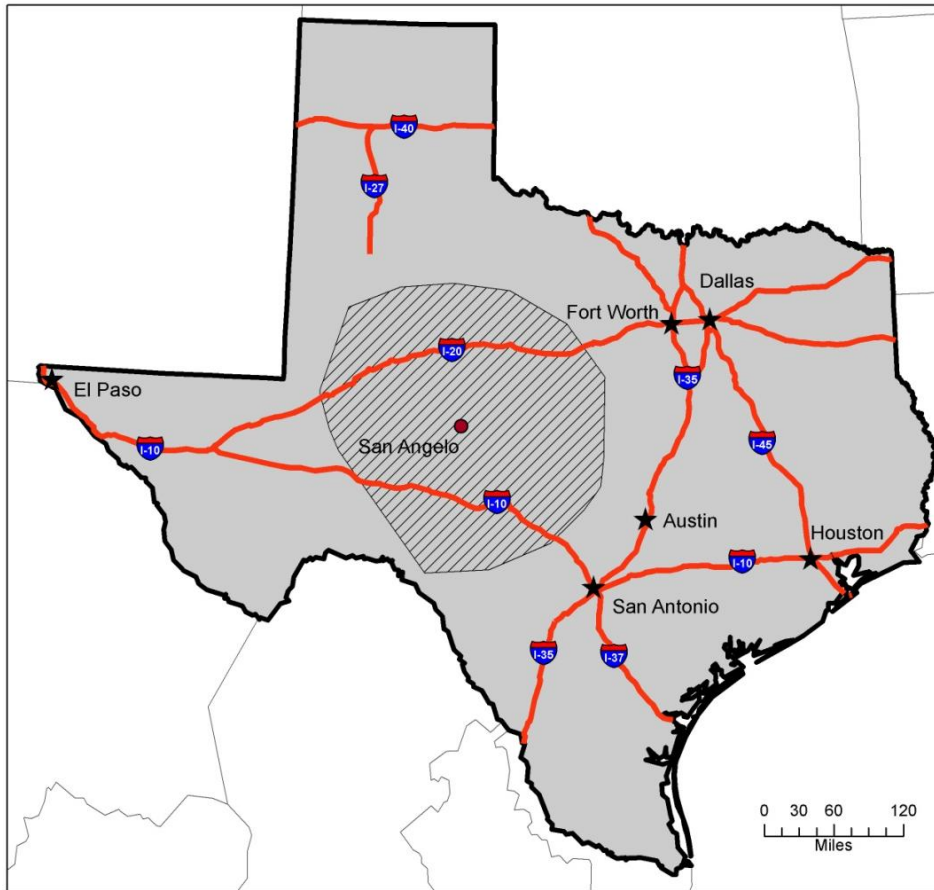 I-40
I-27
Dallas
Fort Worth
I-20
I-35
El Paso
San Angelo
I-10
I-45
I-10
Austin
Houston
I-10
San Antonio
I-35
I-37
0 30 60 120
Miles